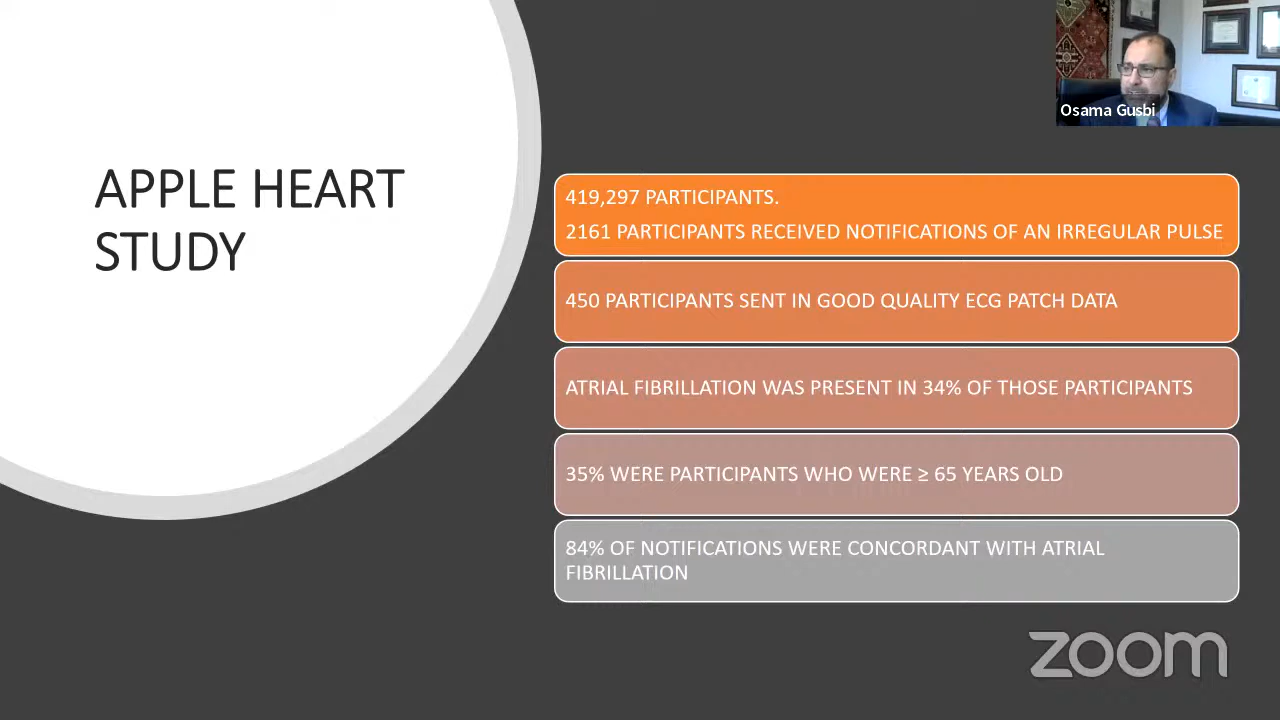 APPLE HEART
STUDY
Osama Gusbi
419,297 PARTICIPANTS.
2161 PARTICIPANTS RECEIVED NOTIFICATIONS OF AN IRREGULAR PULSE
450 PARTICIPANTS SENT IN GOOD QUALITY ECG PATCH DATA
ATRIAL FIBRILLATION WAS PRESENT IN 34% OF THOSE PARTICIPANTS
35% WERE PARTICIPANTS WHO WERE ≥ 65 YEARS OLD
84% OF NOTIFICATIONS WERE CONCORDANT WITH ATRIAL
FIBRILLATION
zoom